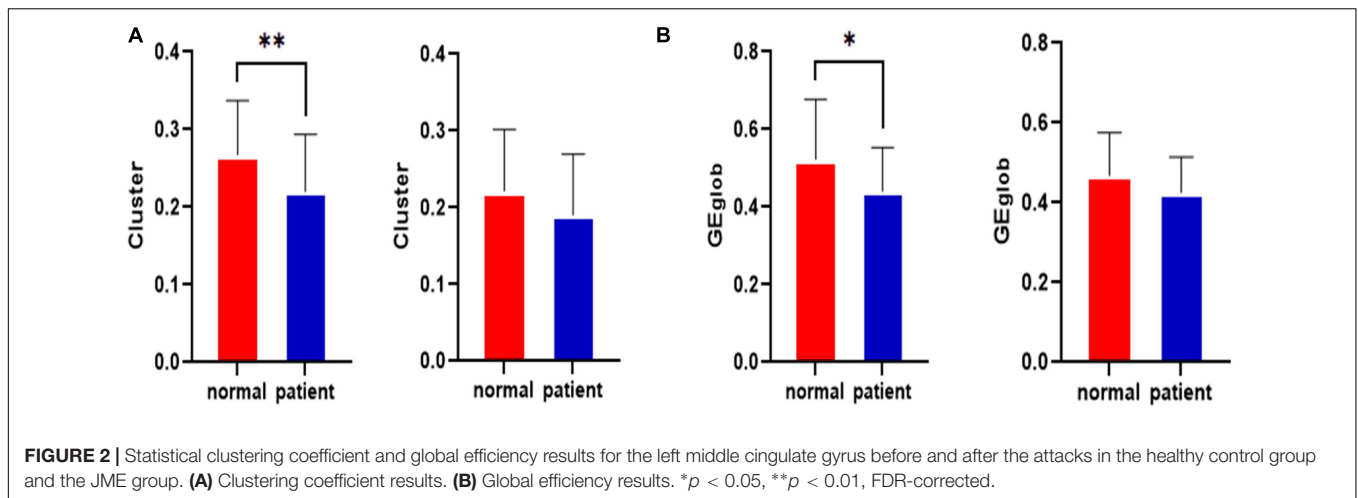 A
**
0.4
0.3
0.2
0.1
0.0
Cluster
normal patient
0.4
0.3
0.2
0.1
0.0
Cluster
normal patient
B
*
0.8
0.6
0.4
0.2
0.0
GEglob
normal patient
0.8
0.6
0.4
0.2
0.0
GEglob
normal patient
FIGURE 2 | Statistical clustering coefficient and global efficiency results for the left middle cingulate gyrus before and after the attacks in the healthy control group
and the JME group. (A) Clustering coefficient results. (B) Global efficiency results. *p < 0.05, **p < 0.01, FDR-corrected.